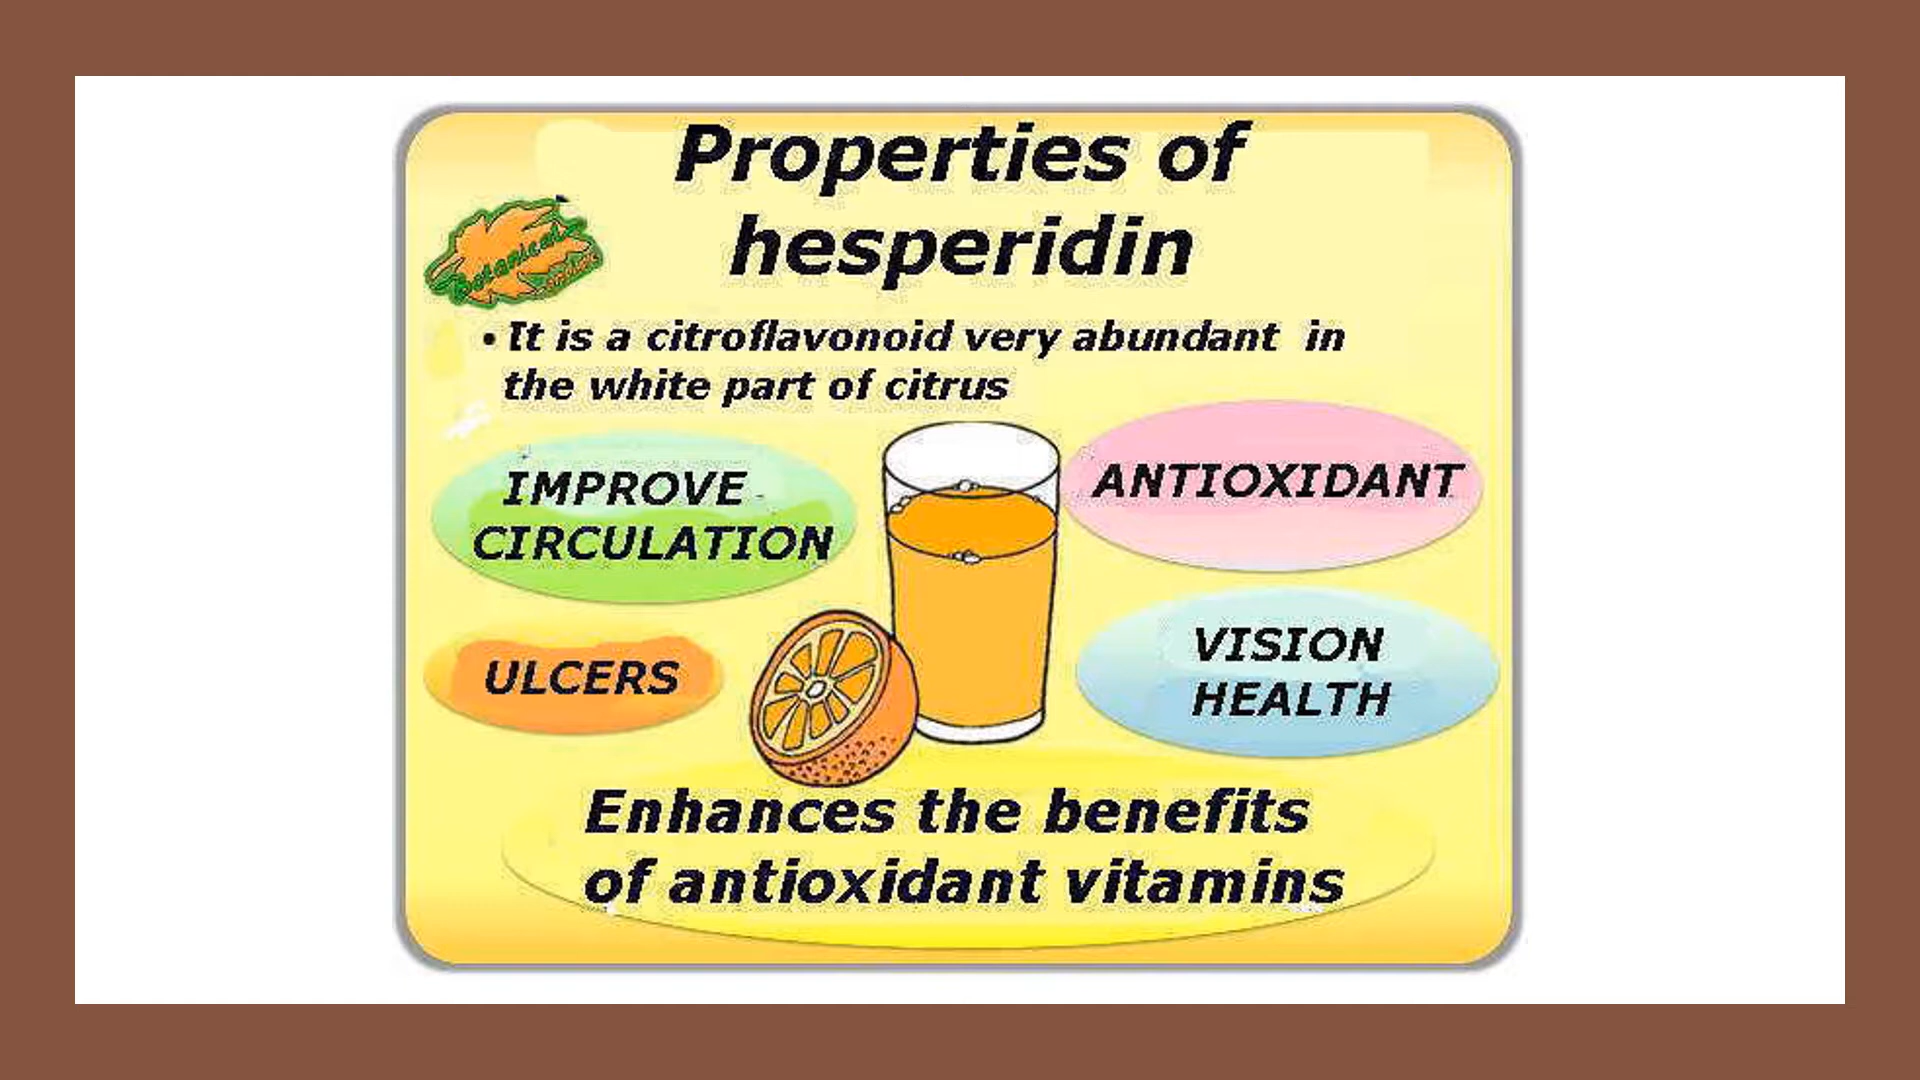 Properties of
hesperidin
Botanical
• It is a citroflavonoid very abundant in
the white part of citrus
IMPROVE
CIRCULATION
ANTIOXIDANT
ULCERS
VISION
HEALTH
Enhances the benefits
of antioxidant vitamins